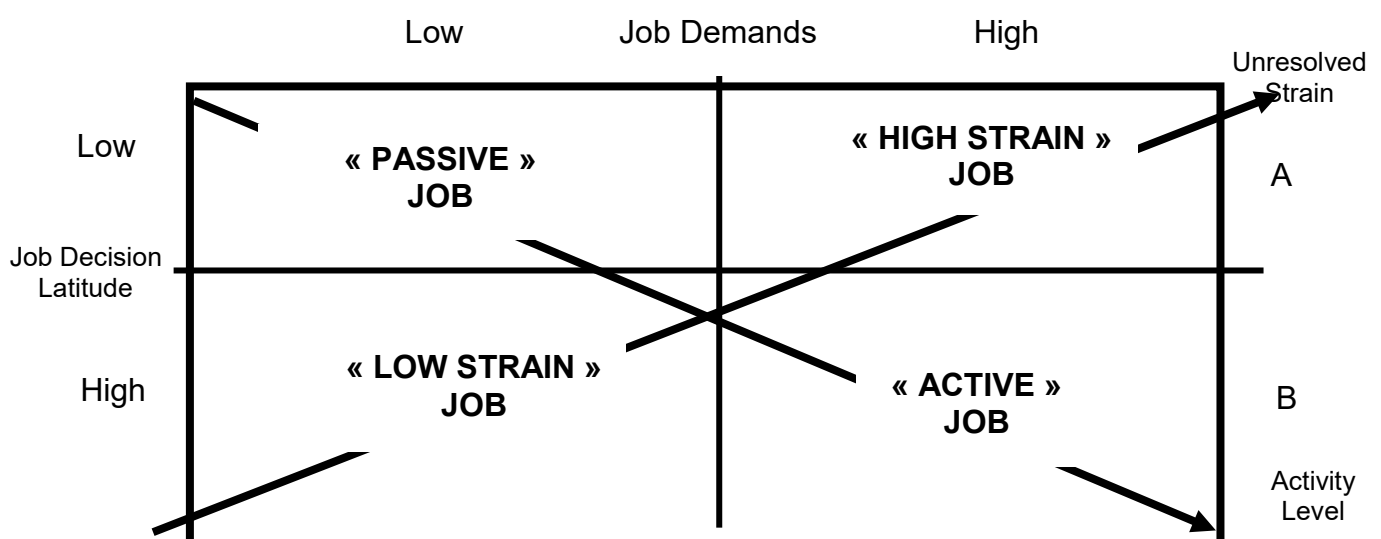 Low Job Demands High
Unresolved
Strain
Low
« PASSIVE »
JOB
« HIGH STRAIN »
JOB
A
Job Decision
Latitude
High
« LOW STRAIN »
JOB
« ACTIVE »
JOB
B
Activity
Level